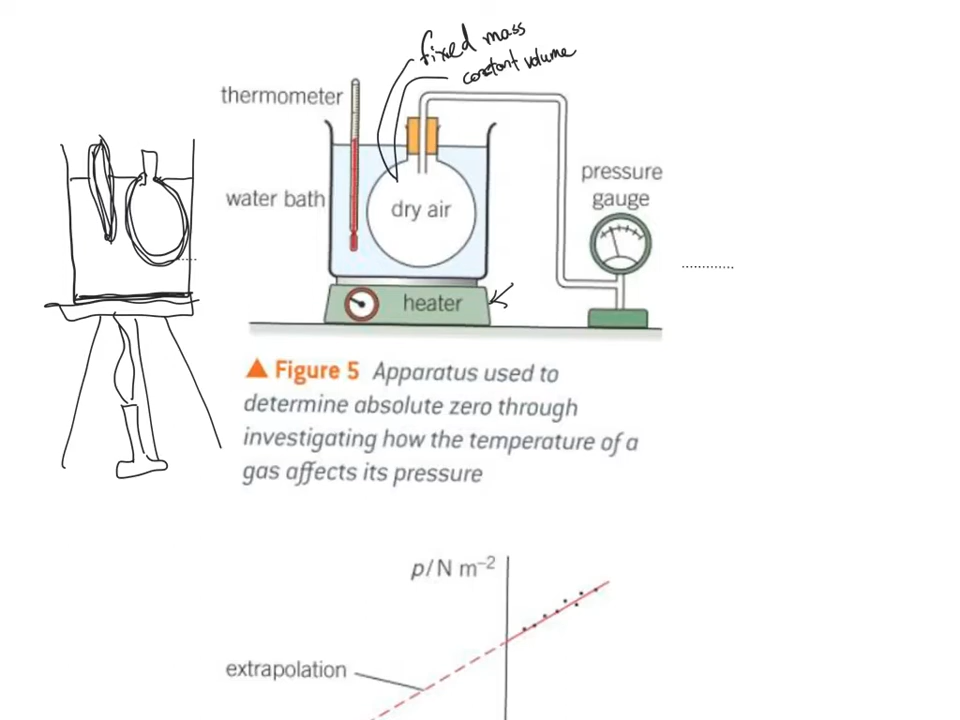 fixed mass
constant volume
thermometer
water bath
dry air
pressure
gauge
heater
▲ Figure 5 Apparatus used to
determine absolute zero through
investigating how the temperature of a
gas affects its pressure
p/N m⁻²
extrapolation